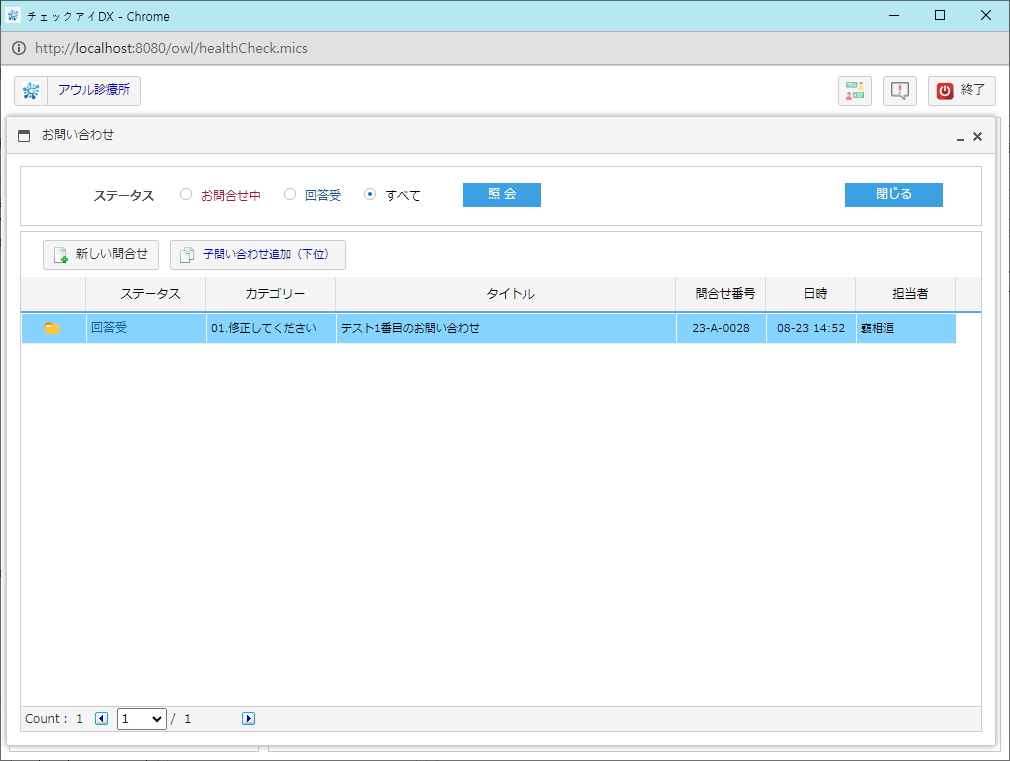 チェックアイDX - Chrome
http://localhost:8080/owl/healthCheck.mics
アウル診療所
終了
お問い合わせ
ステータス お問合せ中 回答受 すべて 照 会 閉じる
新しい問合せ 子問い合わせ追加（下位）
ステータス カテゴリー タイトル 問合せ番号 日時 担当者
回答受 01.修正してください テスト1番目のお問い合わせ 23-A-0028 08-23 14:52 相洹
Count : 1 1 / 1